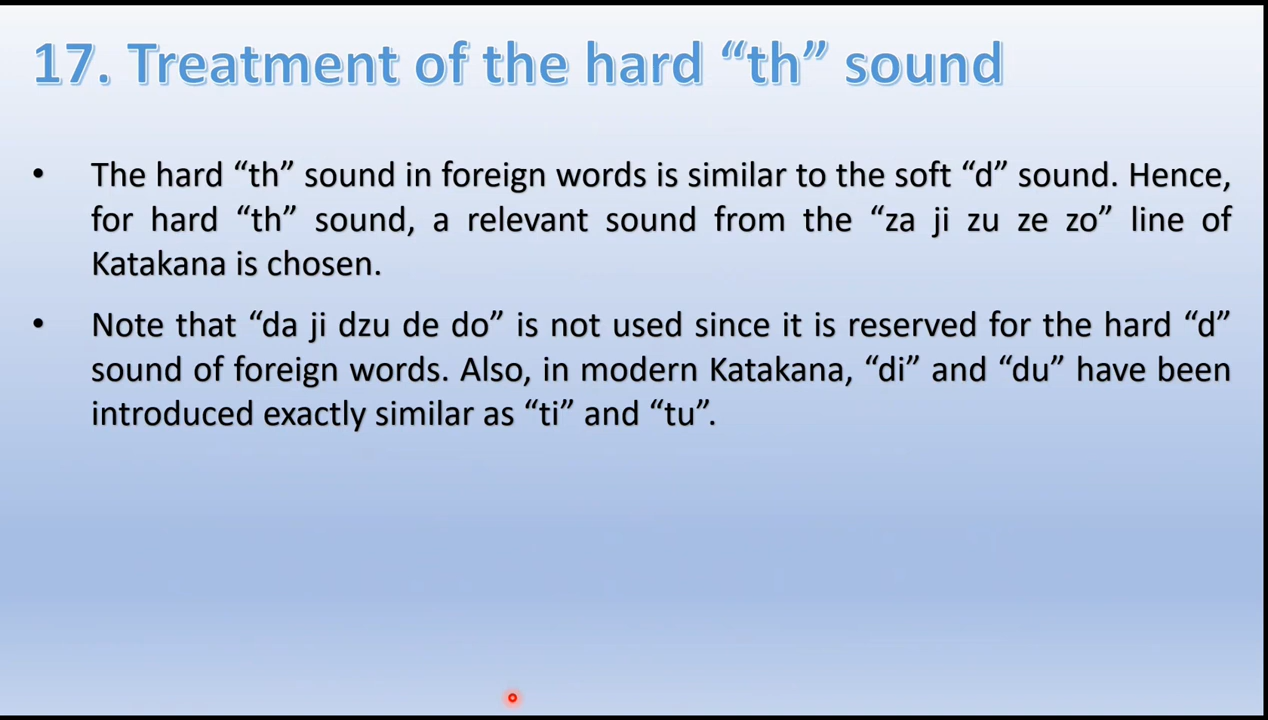 17. Treatment of the hard “th” sound
• The hard “th” sound in foreign words is similar to the soft “d” sound. Hence,
for hard “th” sound, a relevant sound from the “za ji zu ze zo” line of
Katakana is chosen.
• Note that “da ji dzu de do” is not used since it is reserved for the hard “d”
sound of foreign words. Also, in modern Katakana, “di” and “du” have been
introduced exactly similar as “ti” and “tu”.